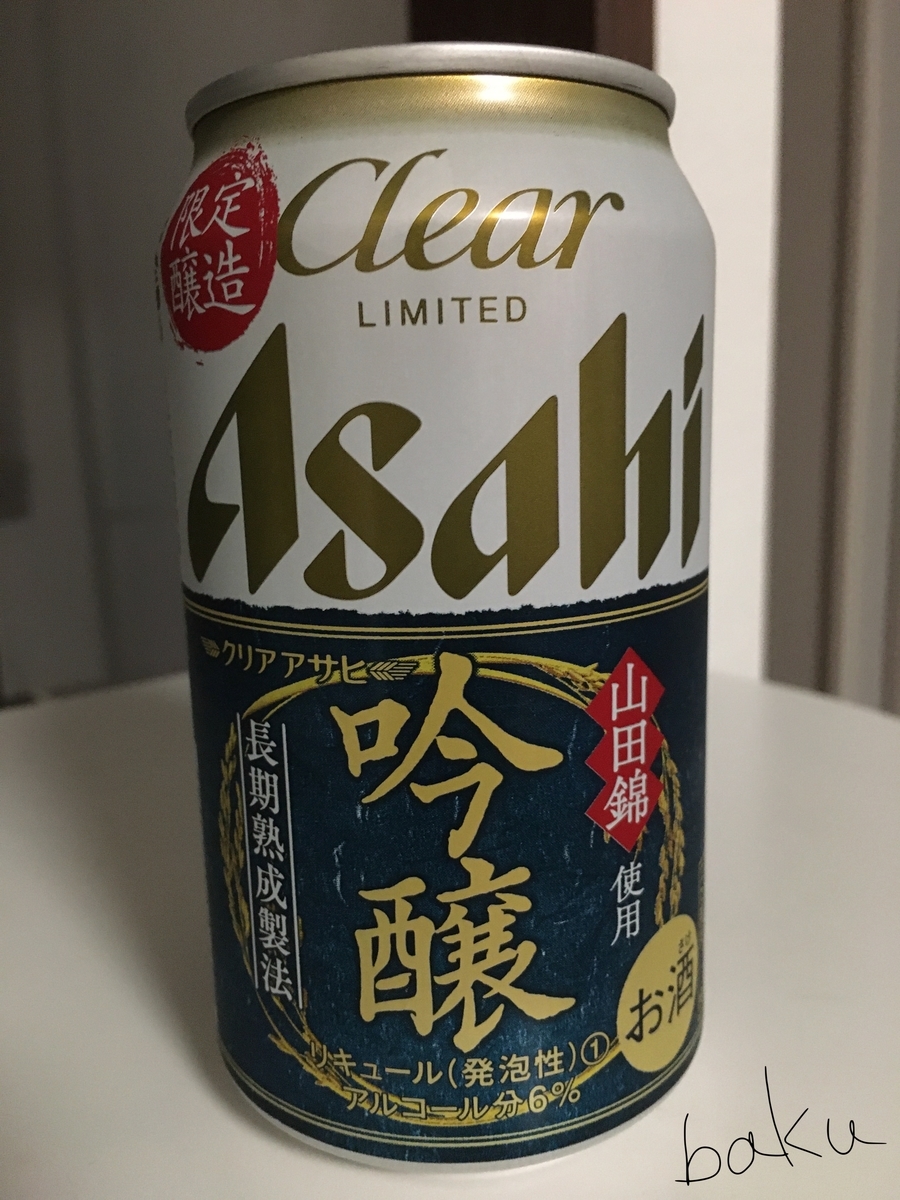 限定
醸造
Clear
LIMITED
Asahi
クリアアサヒ
吟醸
長期熟成製法
山田錦
使用
さけ
お酒
リキュール(発泡性)①
アルコール分6%
baku